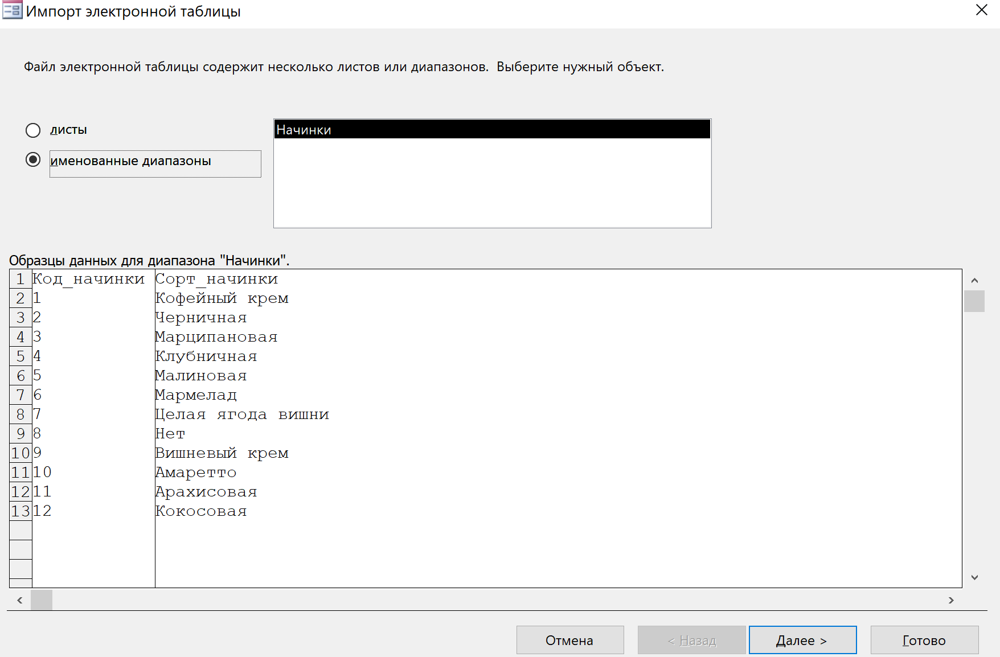 Импорт электронной таблицы
Файл электронной таблицы содержит несколько листов или диапазонов.  Выберите нужный объект.
листы
Начинки
именованные диапазоны
Образцы данных для диапазона "Начинки".
1 Код_начинки Сорт_начинки
2 1 Кофейный крем
3 2 Черничная
4 3 Марципановая
5 4 Клубничная
6 5 Малиновая
7 6 Мармелад
8 7 Целая ягода вишни
9 8 Нет
10 9 Вишневый крем
11 10 Амаретто
12 11 Арахисовая
13 12 Кокосовая
Отмена < Назад Далее > Готово